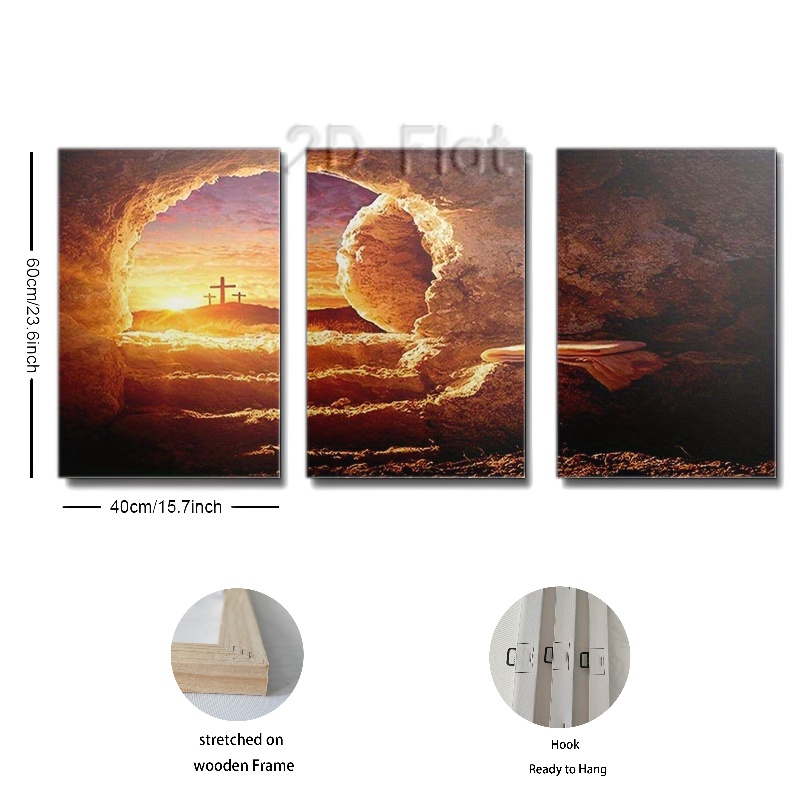 2D Flat
60cm/23.6inch
40cm/15.7inch
stretched on
wooden Frame
Hook
Ready to Hang